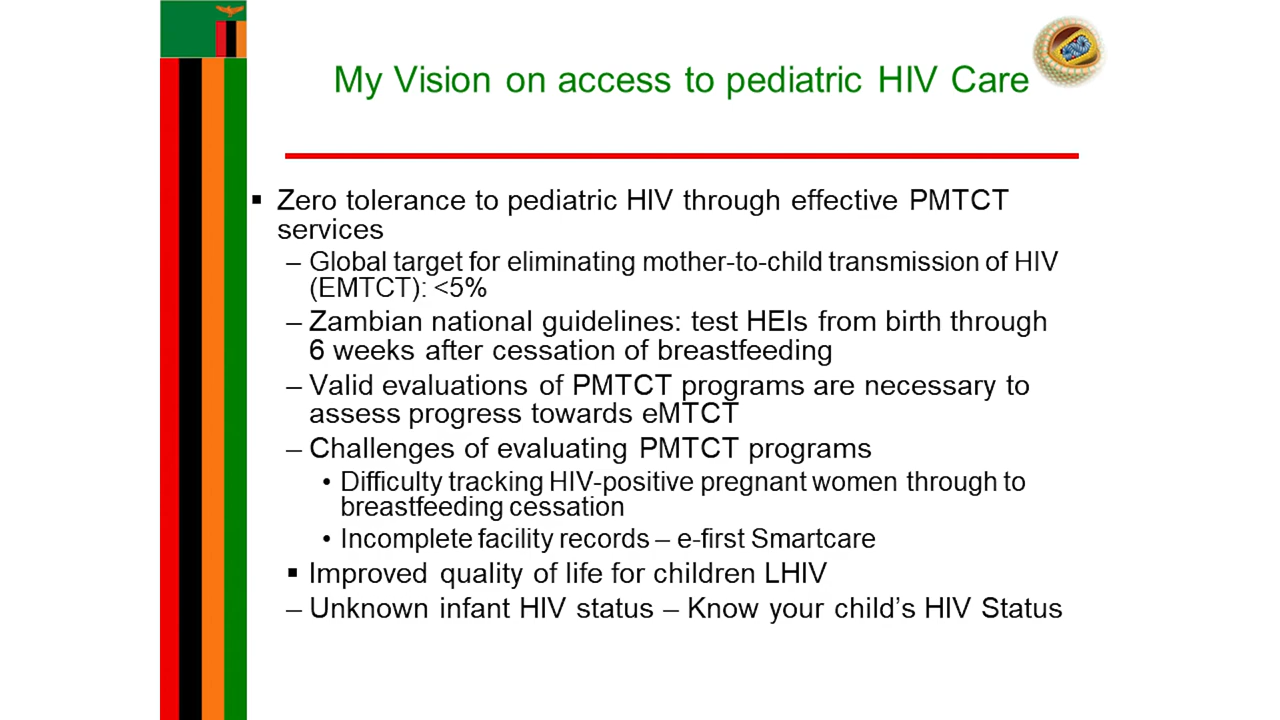 My Vision on access to pediatric HIV Care
▪ Zero tolerance to pediatric HIV through effective PMTCT
services
– Global target for eliminating mother-to-child transmission of HIV
(EMTCT): <5%
– Zambian national guidelines: test HEIs from birth through
6 weeks after cessation of breastfeeding
– Valid evaluations of PMTCT programs are necessary to
assess progress towards eMTCT
– Challenges of evaluating PMTCT programs
• Difficulty tracking HIV-positive pregnant women through to
breastfeeding cessation
• Incomplete facility records – e-first Smartcare
▪ Improved quality of life for children LHIV
– Unknown infant HIV status – Know your child’s HIV Status